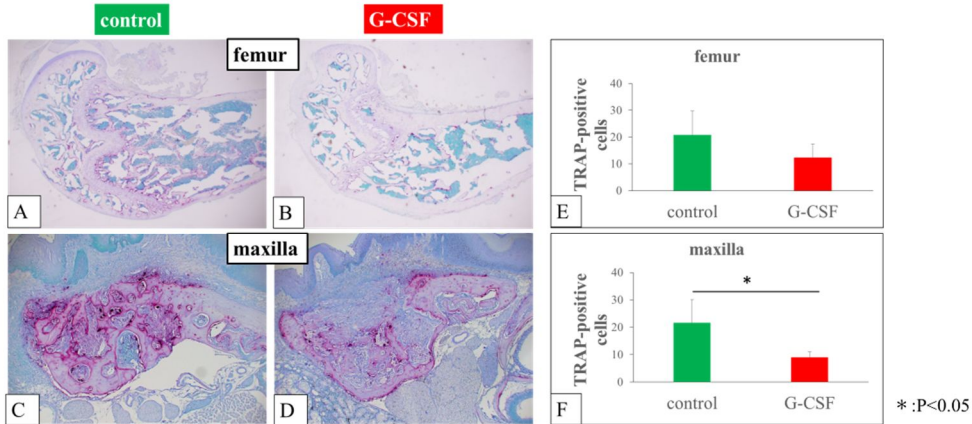 control
G-CSF
femur
A
B
maxilla
C
D
femur
TRAP-positive
cells
40
30
20
10
0
control
G-CSF
E
maxilla
*
TRAP-positive
cells
40
30
20
10
0
control
G-CSF
F
* :P<0.05